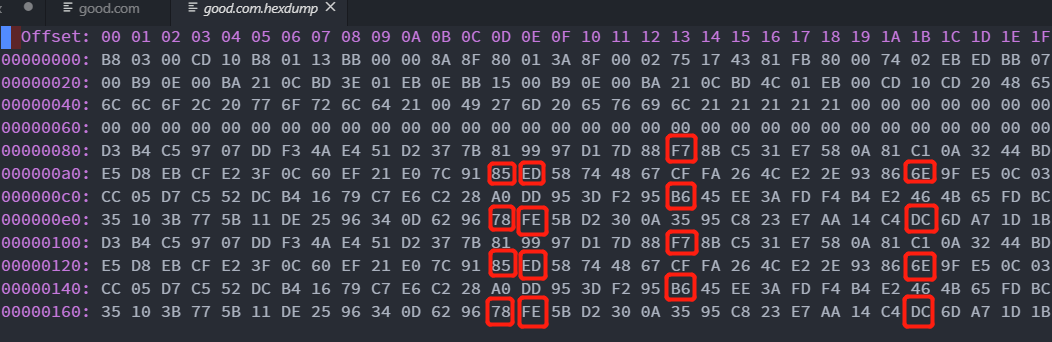 good.com good.com.hexdump
Offset: 00 01 02 03 04 05 06 07 08 09 0A 0B 0C 0D 0E 0F 10 11 12 13 14 15 16 17 18 19 1A 1B 1C 1D 1E 1F
00000000: B8 03 00 CD 10 B8 01 13 BB 00 00 8A 8F 80 01 3A 8F 00 02 75 17 43 81 FB 80 00 74 02 EB ED BB 07
00000020: 00 B9 0E 00 BA 21 0C BD 3E 01 EB 0E BB 15 00 B9 0E 00 BA 21 0C BD 4C 01 EB 00 CD 10 CD 20 48 65
00000040: 6C 6C 6F 2C 20 77 6F 72 6C 64 21 00 49 27 6D 20 65 76 69 6C 21 21 21 21 21 00 00 00 00 00 00 00
00000060: 00 00 00 00 00 00 00 00 00 00 00 00 00 00 00 00 00 00 00 00 00 00 00 00 00 00 00 00 00 00 00 00
00000080: D3 B4 C5 97 07 DD F3 4A E4 51 D2 37 7B 81 99 97 D1 7D 88 F7 8B C5 31 E7 58 0A 81 C1 0A 32 44 BD
000000a0: E5 D8 EB CF E2 3F 0C 60 EF 21 E0 7C 91 85 ED 58 74 48 67 CF FA 26 4C E2 2E 93 86 6E 9F E5 0C 03
000000c0: CC 05 D7 C5 52 DC B4 16 79 C7 E6 C2 28 A0 DD 95 3D F2 95 B6 45 EE 3A FD F4 B4 E2 46 4B 65 FD BC
000000e0: 35 10 3B 77 5B 11 DE 25 96 34 0D 62 96 78 FE 5B D2 30 0A 35 95 C8 23 E7 AA 14 C4 DC 6D A7 1D 1B
00000100: D3 B4 C5 97 07 DD F3 4A E4 51 D2 37 7B 81 99 97 D1 7D 88 F7 8B C5 31 E7 58 0A 81 C1 0A 32 44 BD
00000120: E5 D8 EB CF E2 3F 0C 60 EF 21 E0 7C 91 85 ED 58 74 48 67 CF FA 26 4C E2 2E 93 86 6E 9F E5 0C 03
00000140: CC 05 D7 C5 52 DC B4 16 79 C7 E6 C2 28 A0 DD 95 3D F2 95 B6 45 EE 3A FD F4 B4 E2 46 4B 65 FD BC
00000160: 35 10 3B 77 5B 11 DE 25 96 34 0D 62 96 78 FE 5B D2 30 0A 35 95 C8 23 E7 AA 14 C4 DC 6D A7 1D 1B